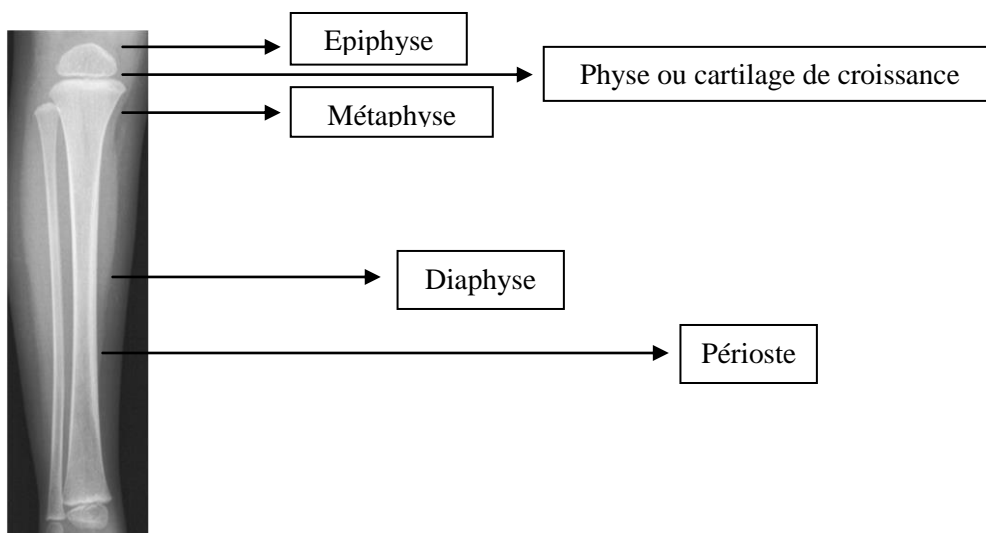 Epiphyse
Physe ou cartilage de croissance
Métaphyse
Diaphyse
Périoste